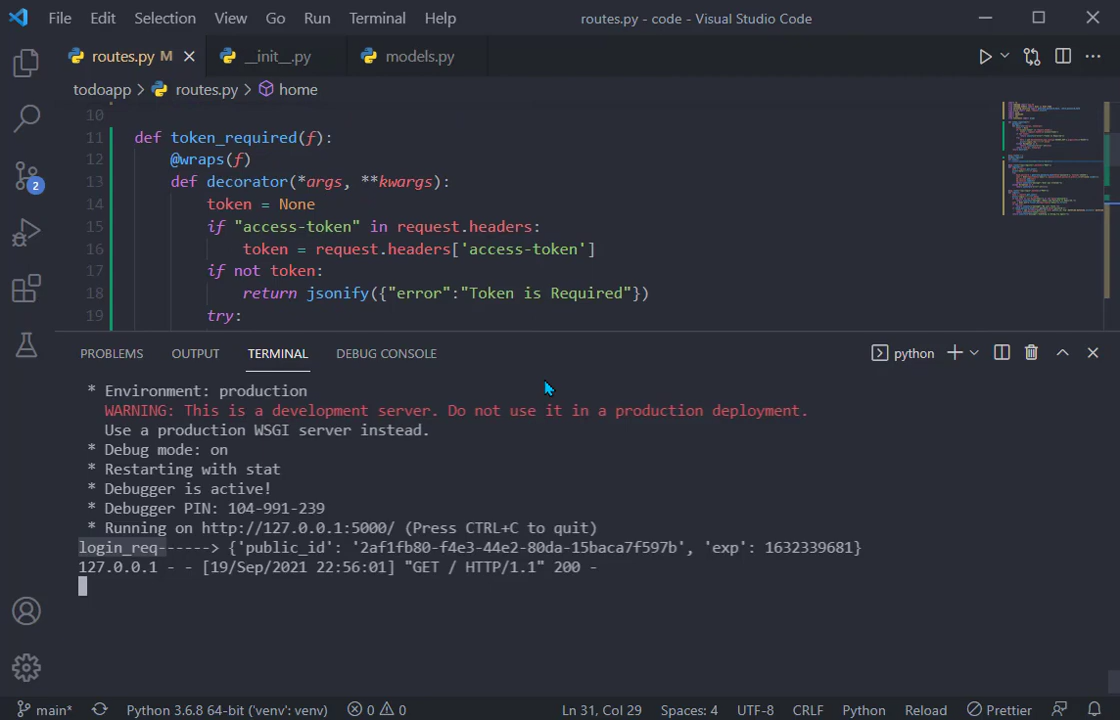 File Edit Selection View Go Run Terminal Help routes.py - code - Visual Studio Code
routes.py M __init__.py models.py
todoapp > routes.py > home
10
11 def token_required(f):
12 @wraps(f)
13 def decorator(*args, **kwargs):
14 token = None
15 if "access-token" in request.headers:
16 token = request.headers['access-token']
17 if not token:
18 return jsonify({"error":"Token is Required"})
19 try:
2
PROBLEMS OUTPUT TERMINAL DEBUG CONSOLE python
* Environment: production
WARNING: This is a development server. Do not use it in a production deployment.
Use a production WSGI server instead.
* Debug mode: on
* Restarting with stat
* Debugger is active!
* Debugger PIN: 104-991-239
* Running on http://127.0.0.1:5000/ (Press CTRL+C to quit)
login_req------> {'public_id': '2af1fb80-f4e3-44e2-80da-15baca7f597b', 'exp': 1632339681}
127.0.0.1 - - [19/Sep/2021 22:56:01] "GET / HTTP/1.1" 200 -
main* Python 3.6.8 64-bit ('venv': venv) 0 0 Ln 31, Col 29 Spaces: 4 UTF-8 CRLF Python Reload Prettier